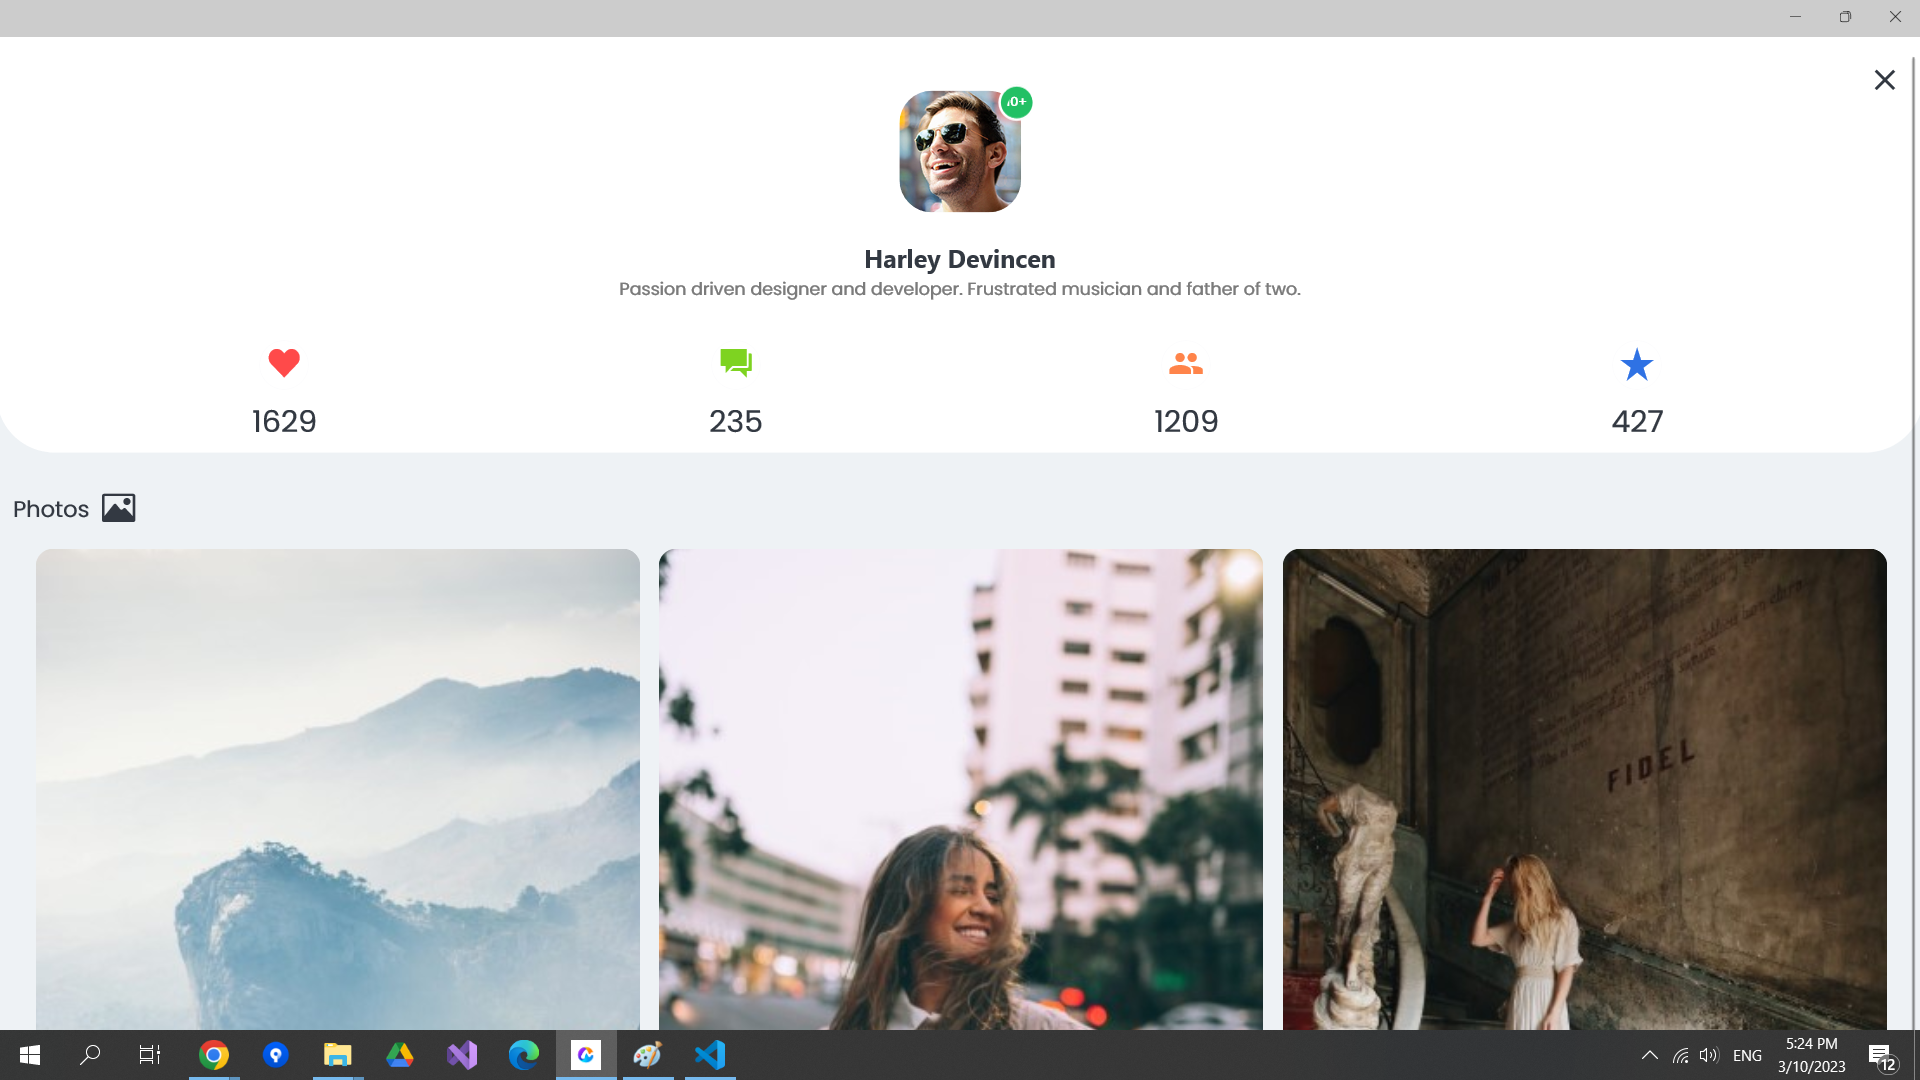 0+
Harley Devincen
Passion driven designer and developer. Frustrated musician and father of two.
1629
235
1209
427
Photos
FIDEL
ENG
5:24 PM
3/10/2023
12